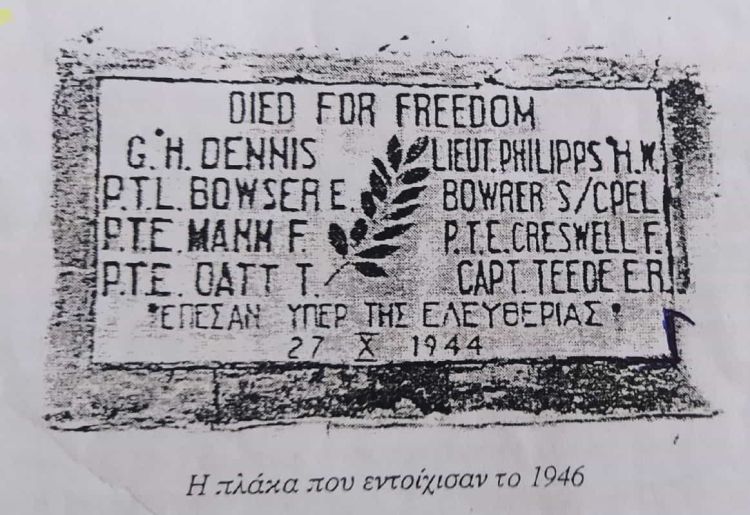 DIED FOR FREEDOM
G. H. DENNIS
P.T.L. BOWSER E.
P.T.E. MANN F.
P.T.E. OATT T.
LIEUT. PHILIPPS H.W.
BOWRER S/CPEL
P.T.E. CRESWELL F.
CAPT. TEEDE E.R.
"ΕΠΕΣΑΝ ΥΠΕΡ ΤΗΣ ΕΛΕΥΘΕΡΙΑΣ"
27 X 1944
Η πλάκα που εντοίχισαν το 1946